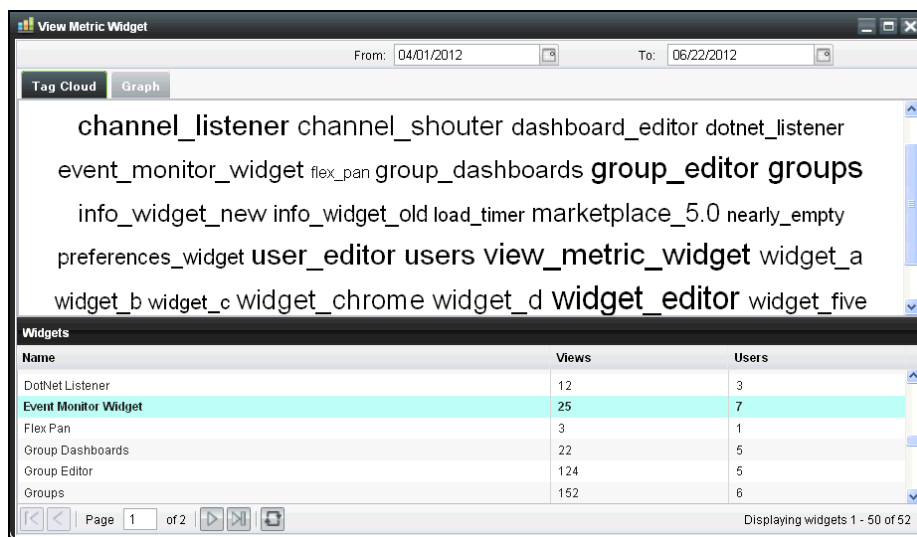 View Metric Widget
From: 04/01/2012 To: 06/22/2012
Tag Cloud Graph
channel_listener channel_shouter dashboard_editor dotnet_listener
event_monitor_widget flex_pan group_dashboards group_editor groups
info_widget_new info_widget_old load_timer marketplace_5.0 nearly_empty
preferences_widget user_editor users view_metric_widget widget_a
widget_b widget_c widget_chrome widget_d widget_editor widget_five
Widgets
Name Views Users
DotNet Listener 12 3
Event Monitor Widget 25 7
Flex Pan 3 1
Group Dashboards 22 5
Group Editor 124 5
Groups 152 6
Page 1 of 2 Displaying widgets 1 - 50 of 52